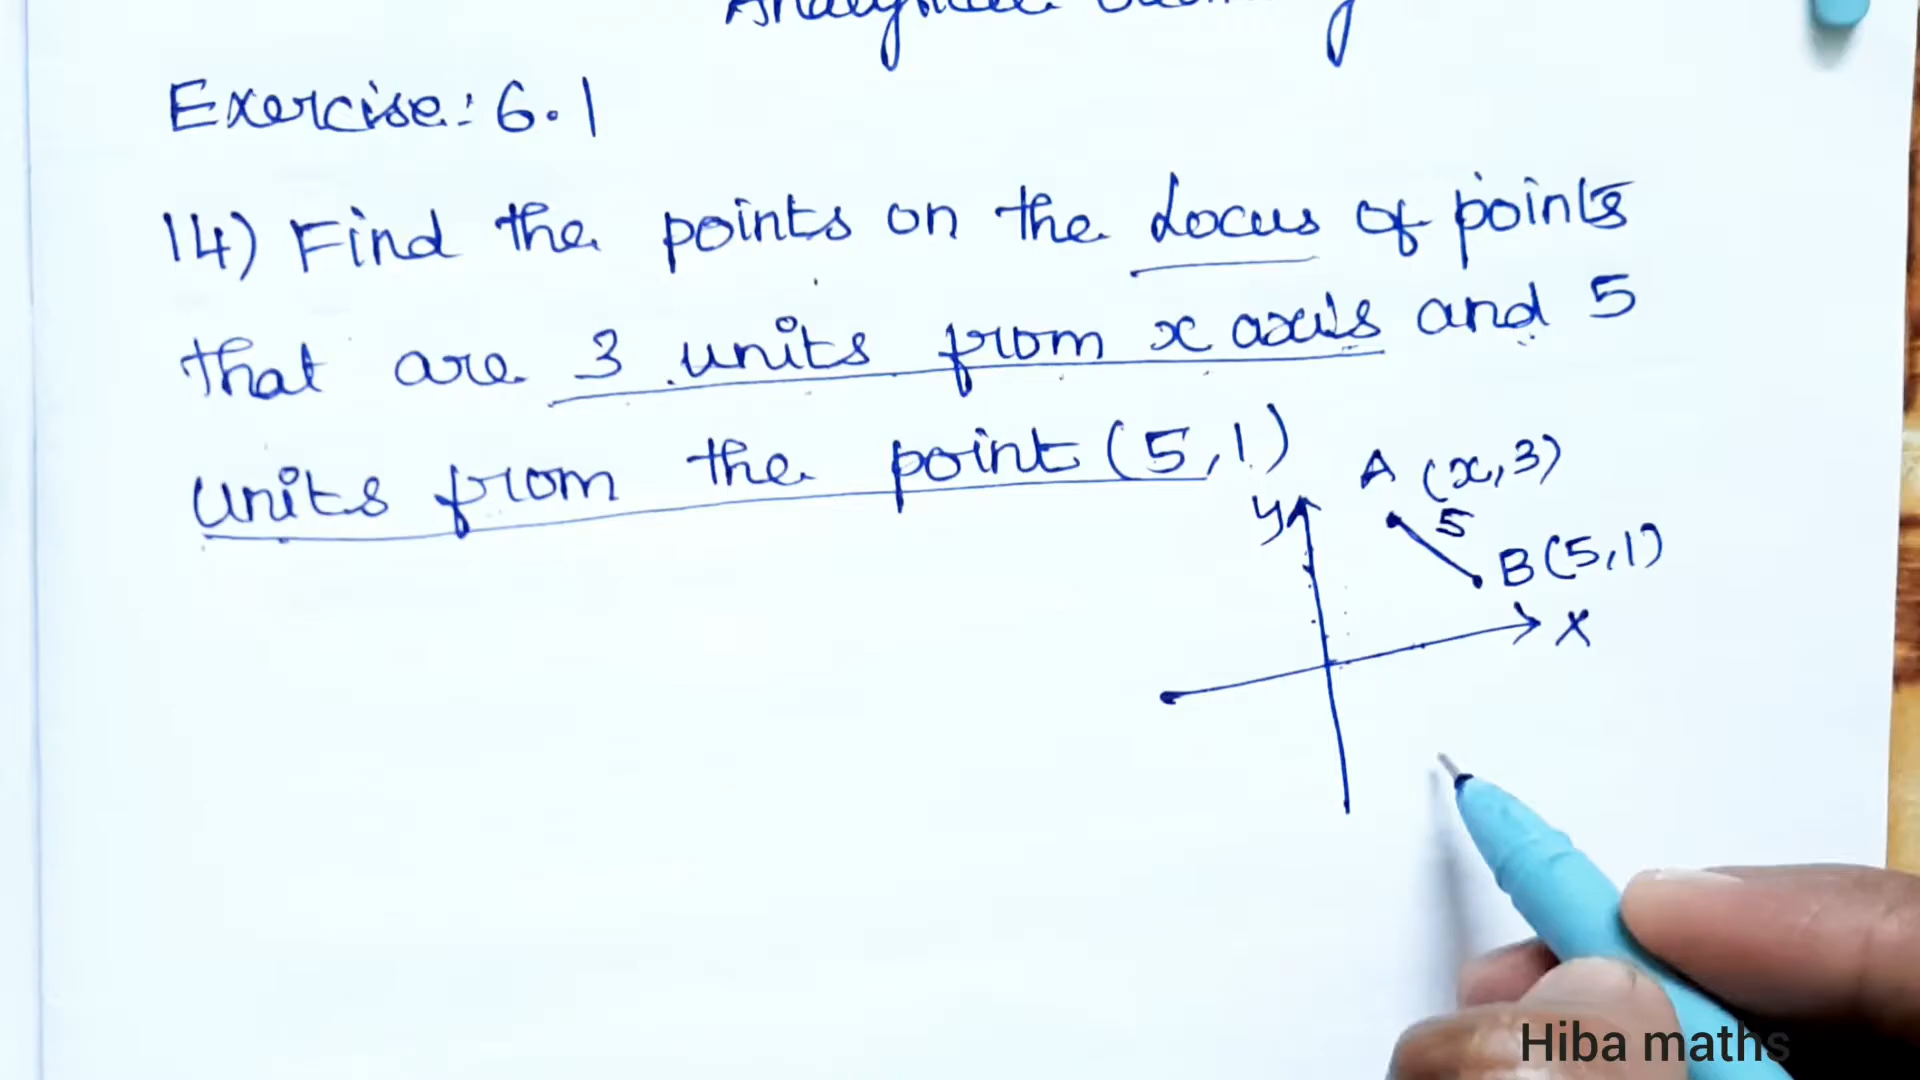 Exercise: 6.1
14) Find the points on the Locus of points
that are 3 units from x axis and 5
units from the point (5,1)
A (x,3)
y
5
B(5,1)
X
Hiba maths